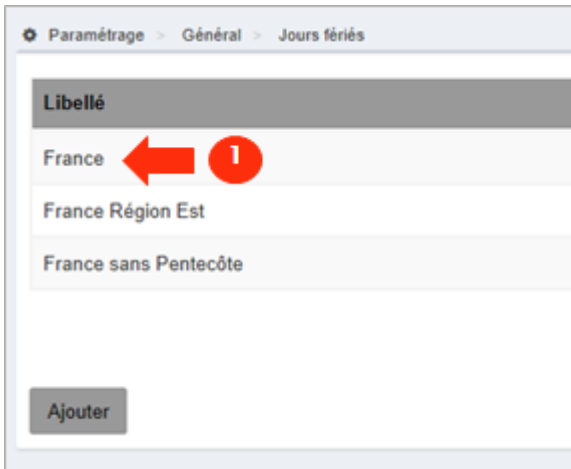 Paramétrage > Général > Jours fériés
Libellé
France 1
France Région Est
France sans Pentecôte
Ajouter